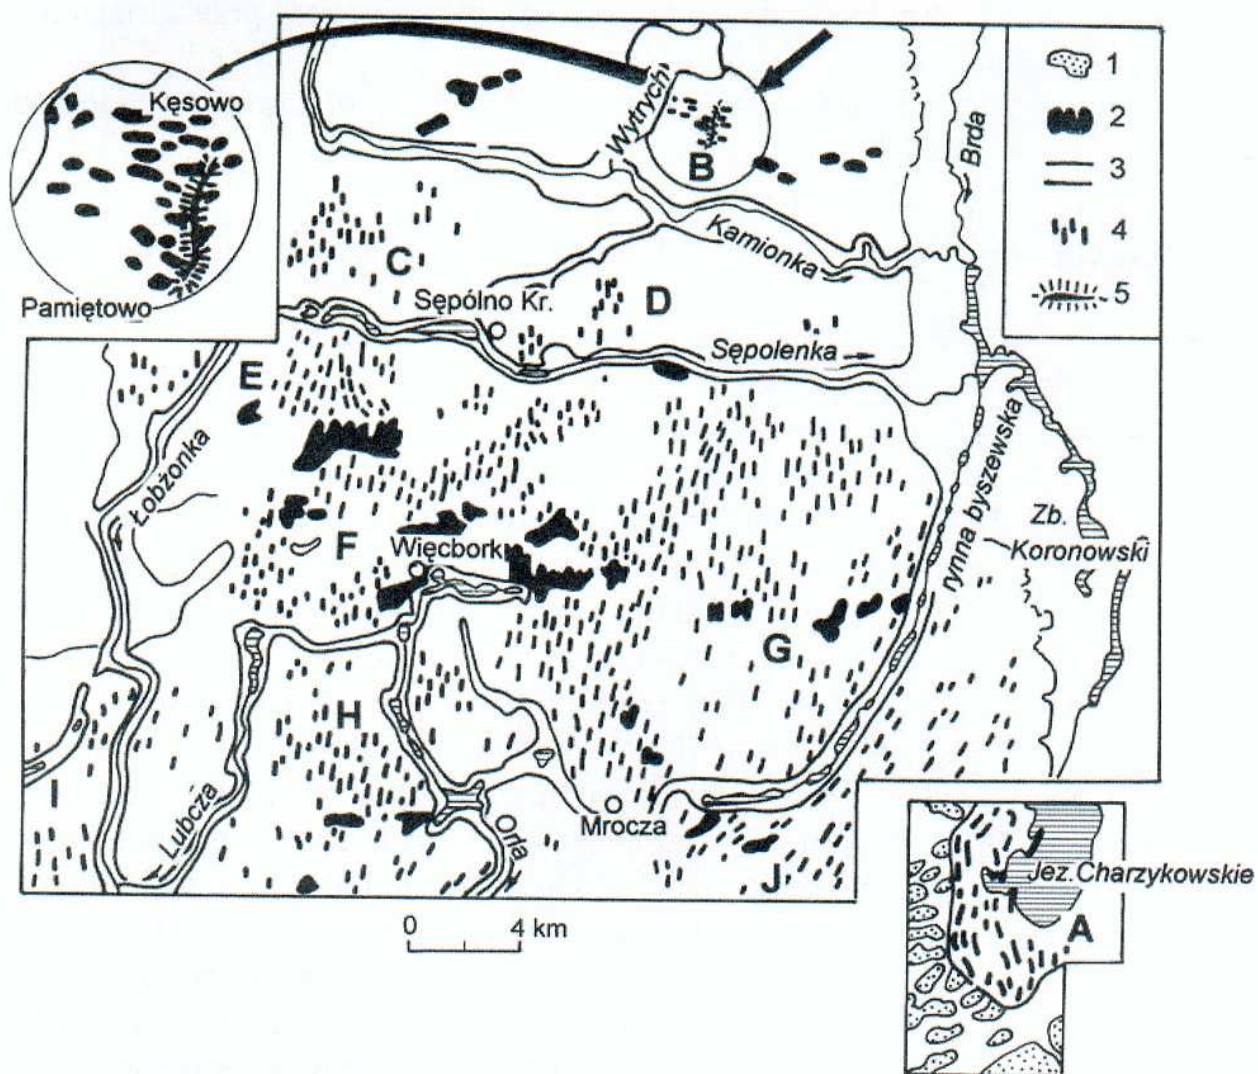 Kęsowo
Pamiętowo
Wytrych
B
Brda
1
2
3
4
5
Kamionka
C
D
Sępólno Kr.
Sępolenka
E
Łobżonka
F
Więcbork
rynna byszewska
Zb.
Koronowski
G
H
I
Lubcza
Orla
Mrocza
J
0 4 km
Jez.Charzykowskie
A